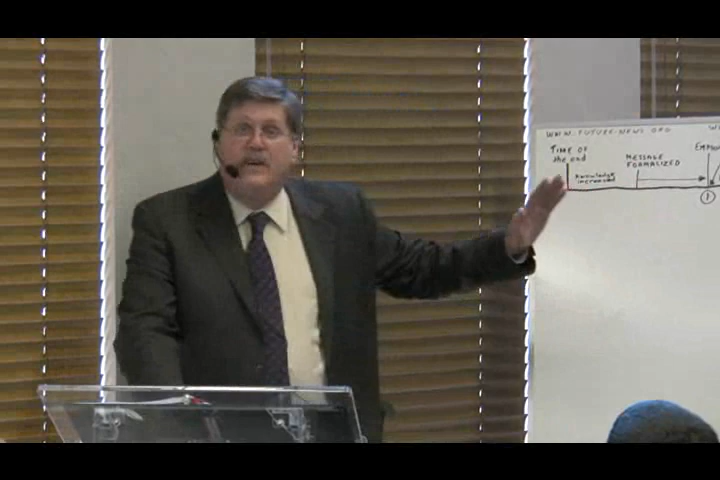 WWW.FUTURE-NEWS.ORG
TIME OF
the end
Knowledge
increased
MESSAGE
FORMALIZED
1